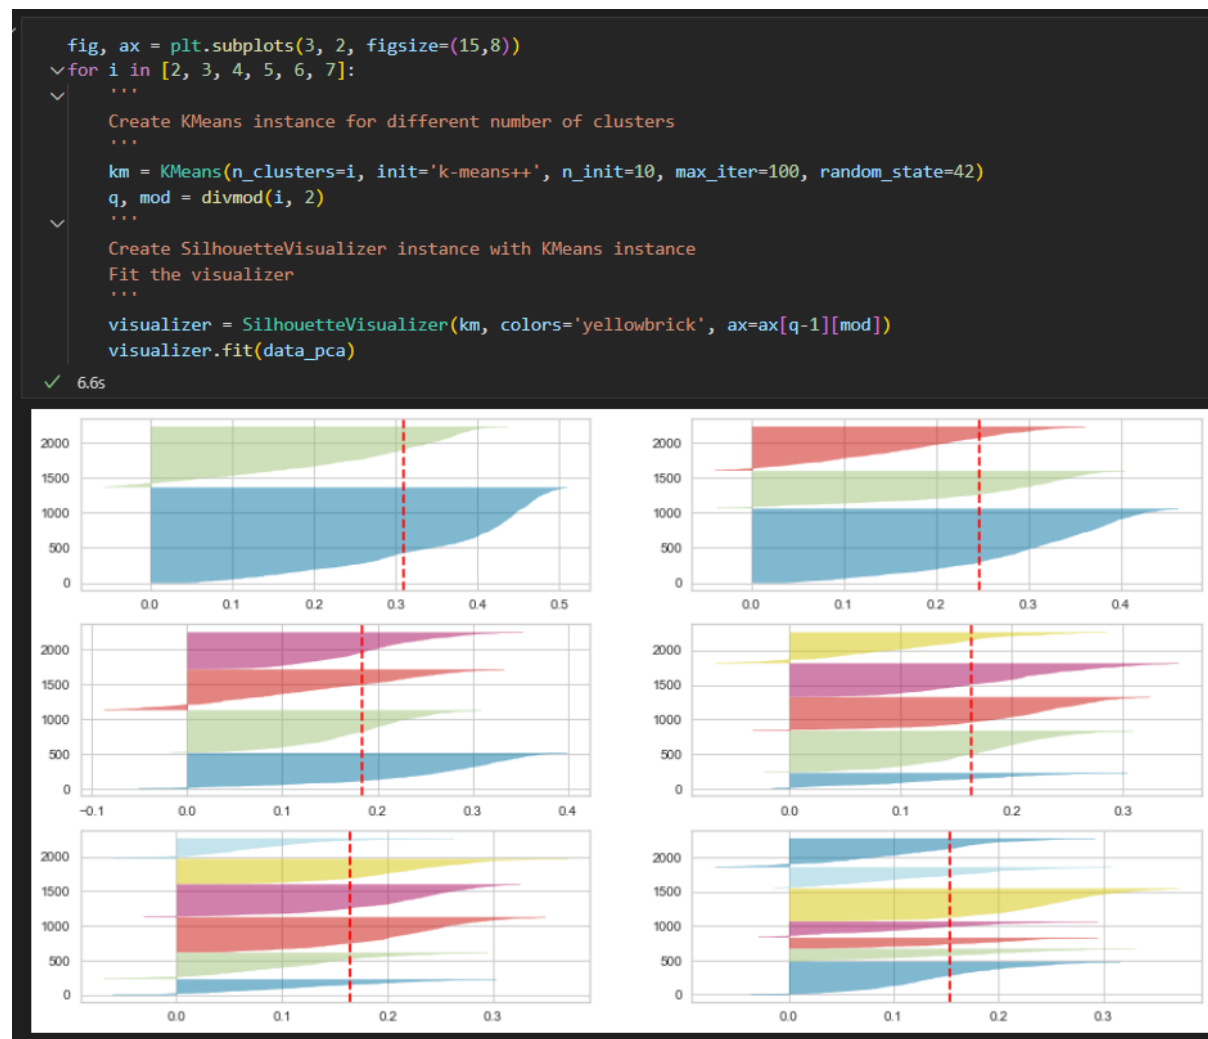 fig, ax = plt.subplots(3, 2, figsize=(15,8))
for i in [2, 3, 4, 5, 6, 7]:
'''
Create KMeans instance for different number of clusters
'''
km = KMeans(n_clusters=i, init='k-means++', n_init=10, max_iter=100, random_state=42)
q, mod = divmod(i, 2)
'''
Create SilhouetteVisualizer instance with KMeans instance
Fit the visualizer
'''
visualizer = SilhouetteVisualizer(km, colors='yellowbrick', ax=ax[q-1][mod])
visualizer.fit(data_pca)
6.6s
2000
1500
1000
500
0
0.0 0.1 0.2 0.3 0.4 0.5
2000
1500
1000
500
0
0.0 0.1 0.2 0.3 0.4
2000
1500
1000
500
0
−0.1 0.0 0.1 0.2 0.3 0.4
2000
1500
1000
500
0
0.0 0.1 0.2 0.3
2000
1500
1000
500
0
0.0 0.1 0.2 0.3
2000
1500
1000
500
0
0.0 0.1 0.2 0.3